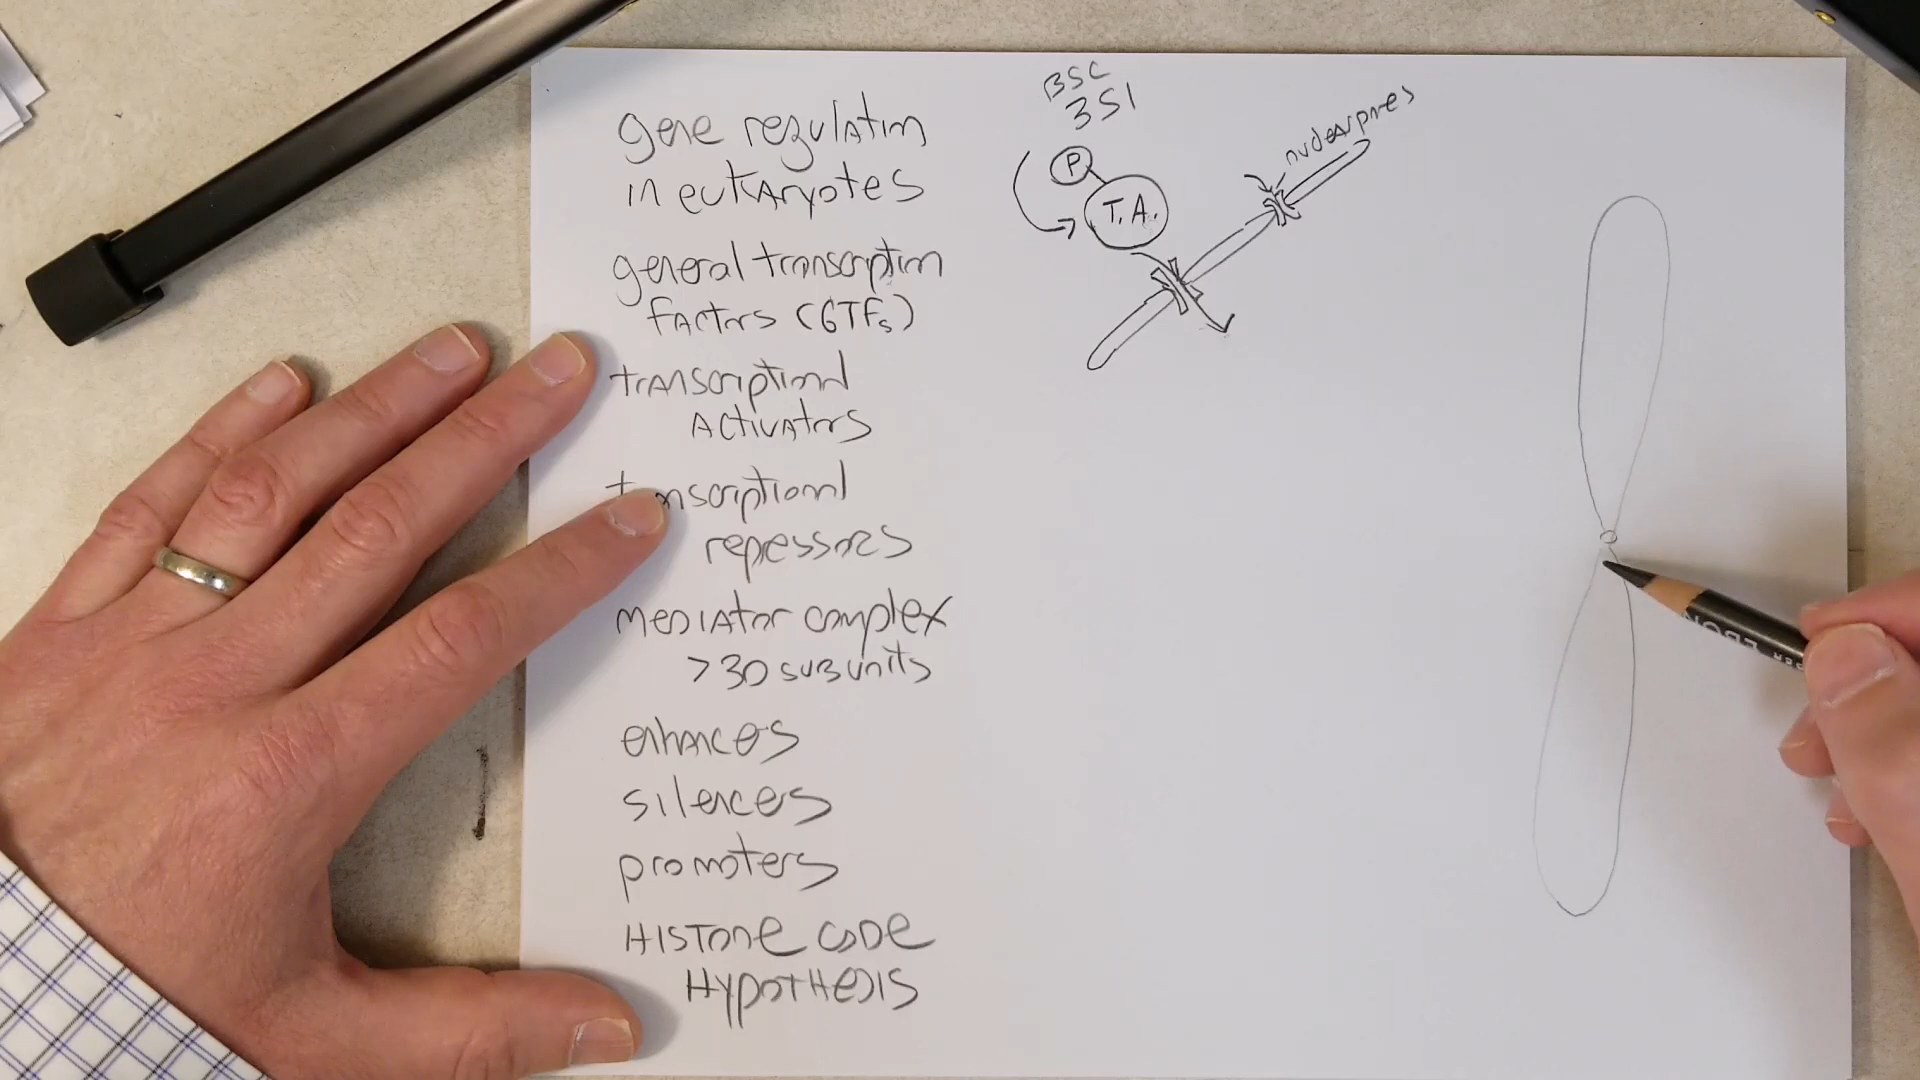 gene regulation
in eukaryotes
general transcription
factors (GTFs)
transcriptional
activators
transcriptional
repressors
mediator complex
>30 subunits
enhancers
silencers
promoters
HISTONE CODE
HYPOTHESIS
BSC
351
P
T.A.
nuclear pores